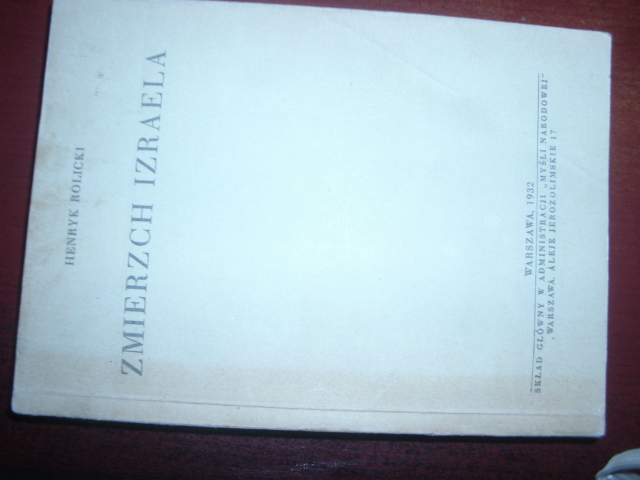 HENRYK ROLICKI
ZMIERZCH IZRAELA
WARSZAWA, 1932
SKŁAD GŁÓWNY W ADMINISTRACJI „MYŚLI NARODOWEJ"
WARSZAWA, ALEJE JEROZOLIMSKIE 17